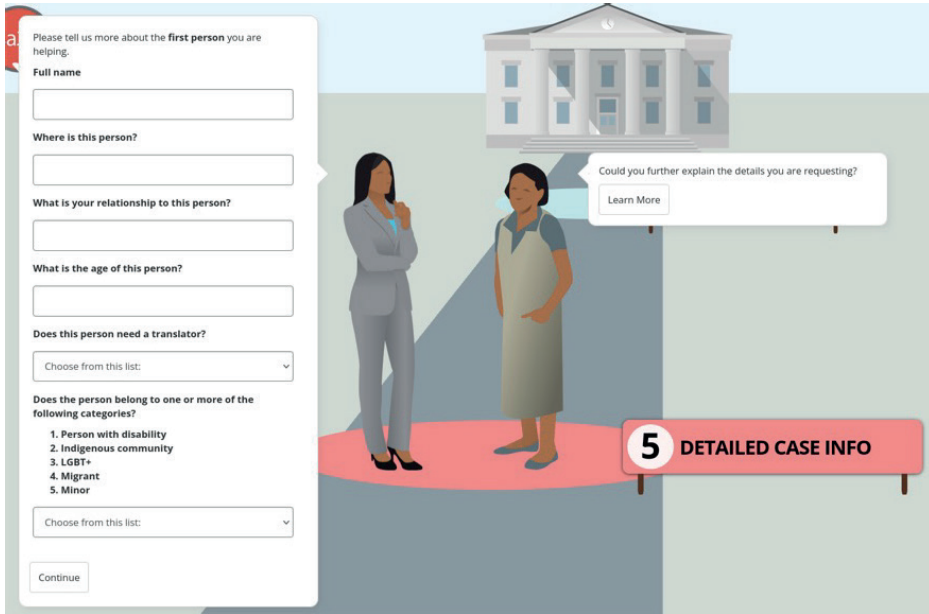 Please tell us more about the first person you are
helping.
Full name
Where is this person?
What is your relationship to this person?
What is the age of this person?
Does this person need a translator?
Choose from this list:
Does the person belong to one or more of the
following categories?
1. Person with disability
2. Indigenous community
3. LGBT+
4. Migrant
5. Minor
Choose from this list:
Continue
Could you further explain the details you are requesting?
Learn More
5 DETAILED CASE INFO